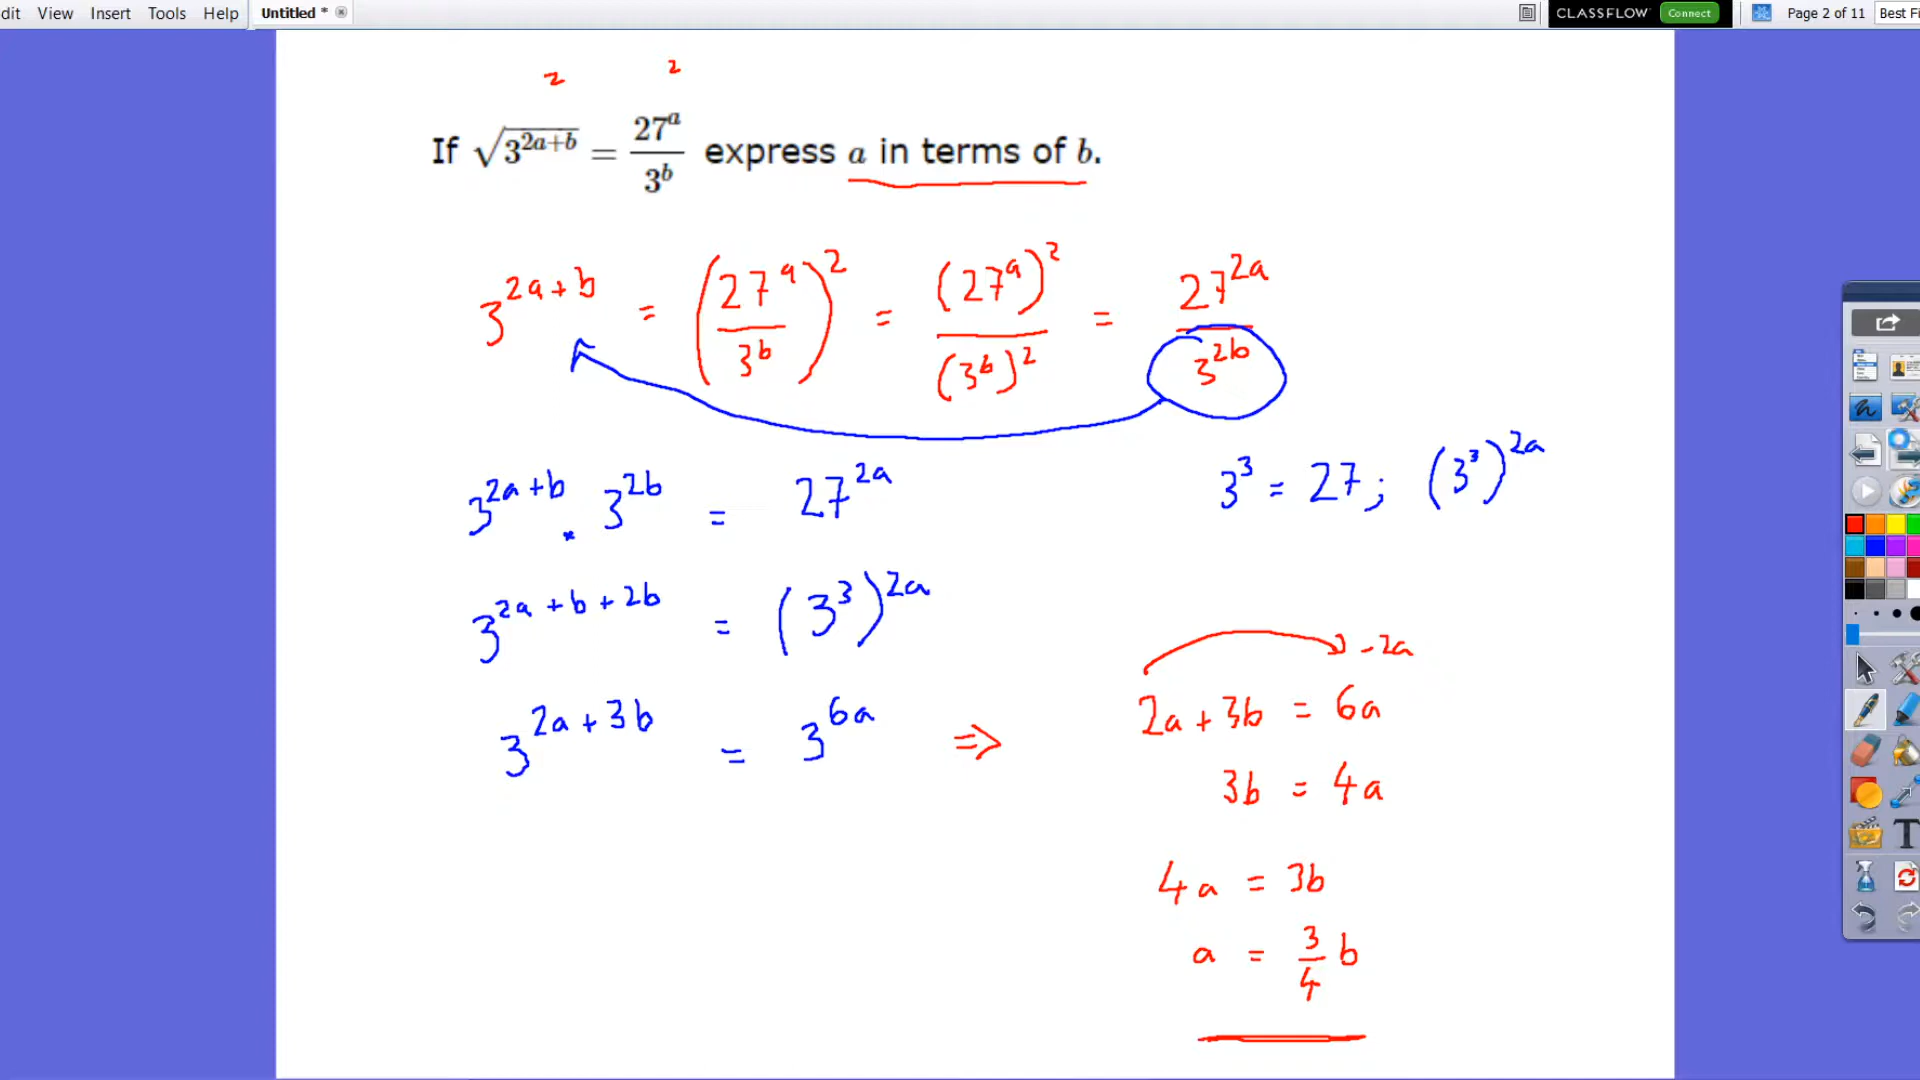 dit View Insert Tools Help Untitled * CLASSFLOW Connect Page 2 of 11 Best Fi
2 2
If √3^{2a+b} = 27^a / 3^b express a in terms of b.
3^{2a+b} = (27^a / 3^b)^2 = (27^a)^2 / (3^b)^2 = 27^{2a} / 3^{2b}
3^{2a+b} . 3^{2b} = 27^{2a}
3^3 = 27; (3^3)^{2a}
3^{2a+b+2b} = (3^3)^{2a}
3^{2a+3b} = 3^{6a} ⇒
-2a
2a+3b = 6a
3b = 4a
4a = 3b
a = 3/4 b
T